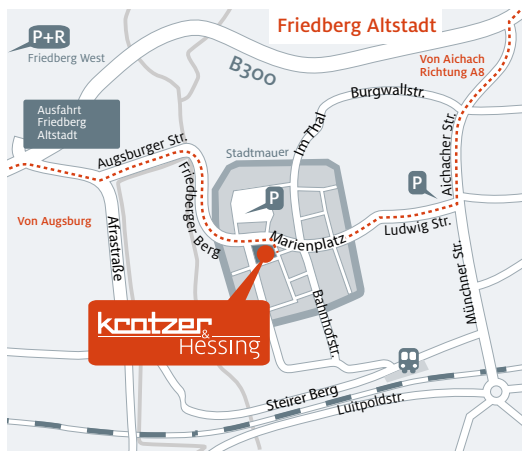 Friedberg Altstadt
P+R
Friedberg West
B300
Von Aichach
Richtung A8
Burgwallstr.
Ausfahrt
Friedberg
Altstadt
Im Thal
Aichacher Str.
Augsburger Str.
Stadtmauer
Friedberger Berg
P
P
Von Augsburg
Afrastraße
Marienplatz
Ludwig Str.
Münchner Str.
Bahnhofstr.
kratzer
&
Hessing
Steirer Berg
Luitpoldstr.